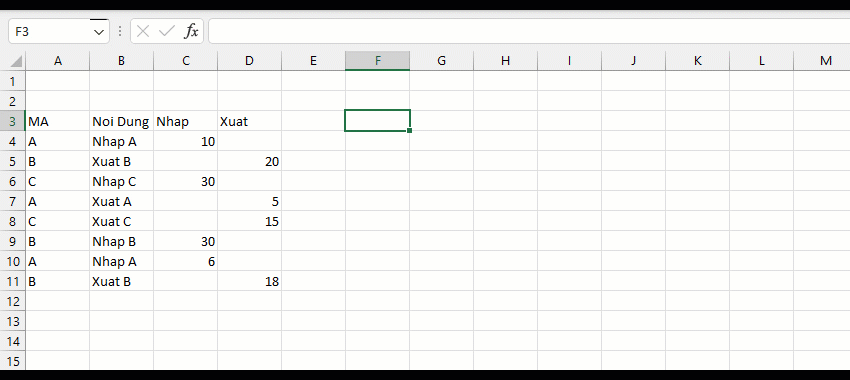 F3 fx
A B C D E F G H I J K L M
1
2
3 MA Noi Dung Nhap Xuat
4 A Nhap A 10
5 B Xuat B 20
6 C Nhap C 30
7 A Xuat A 5
8 C Xuat C 15
9 B Nhap B 30
10 A Nhap A 6
11 B Xuat B 18
12
13
14
15